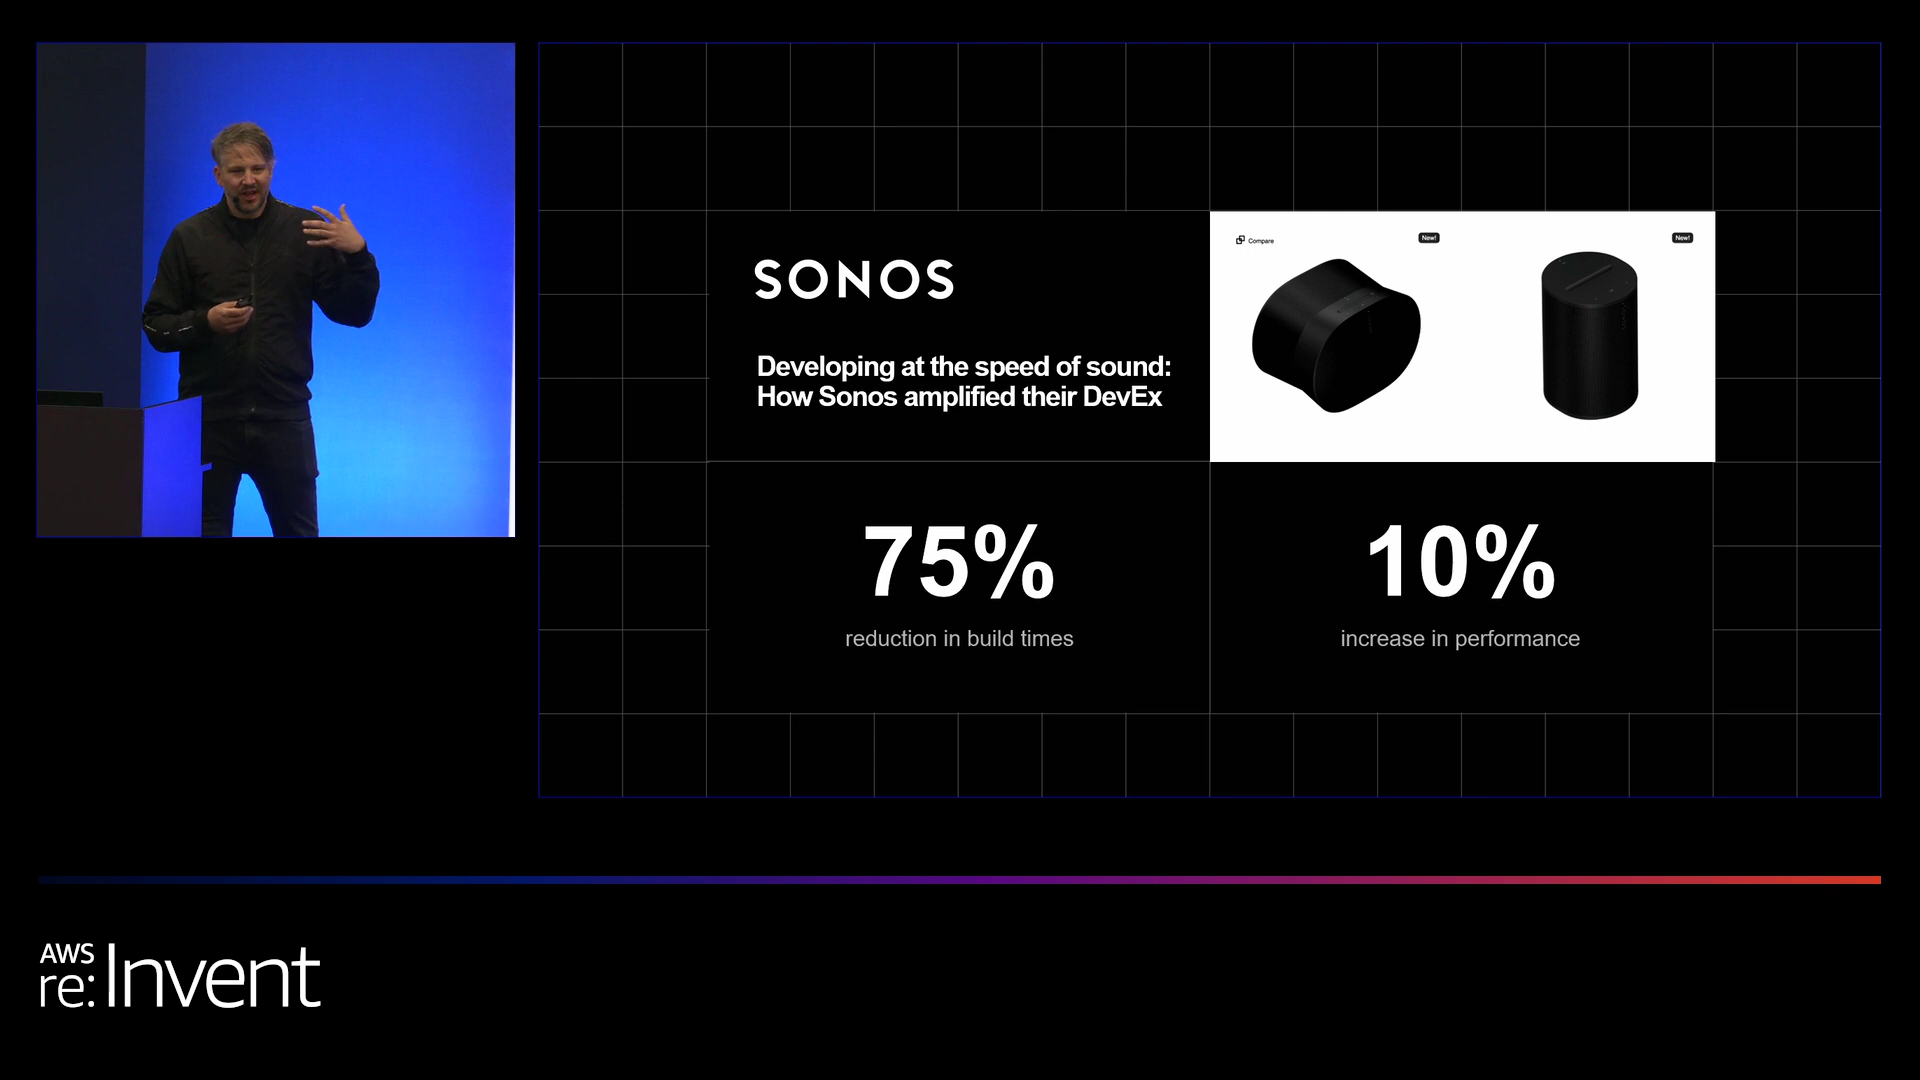 SONOS
Developing at the speed of sound:
How Sonos amplified their DevEx
Compare
New!
New!
75%
reduction in build times
10%
increase in performance
AWS
re:Invent